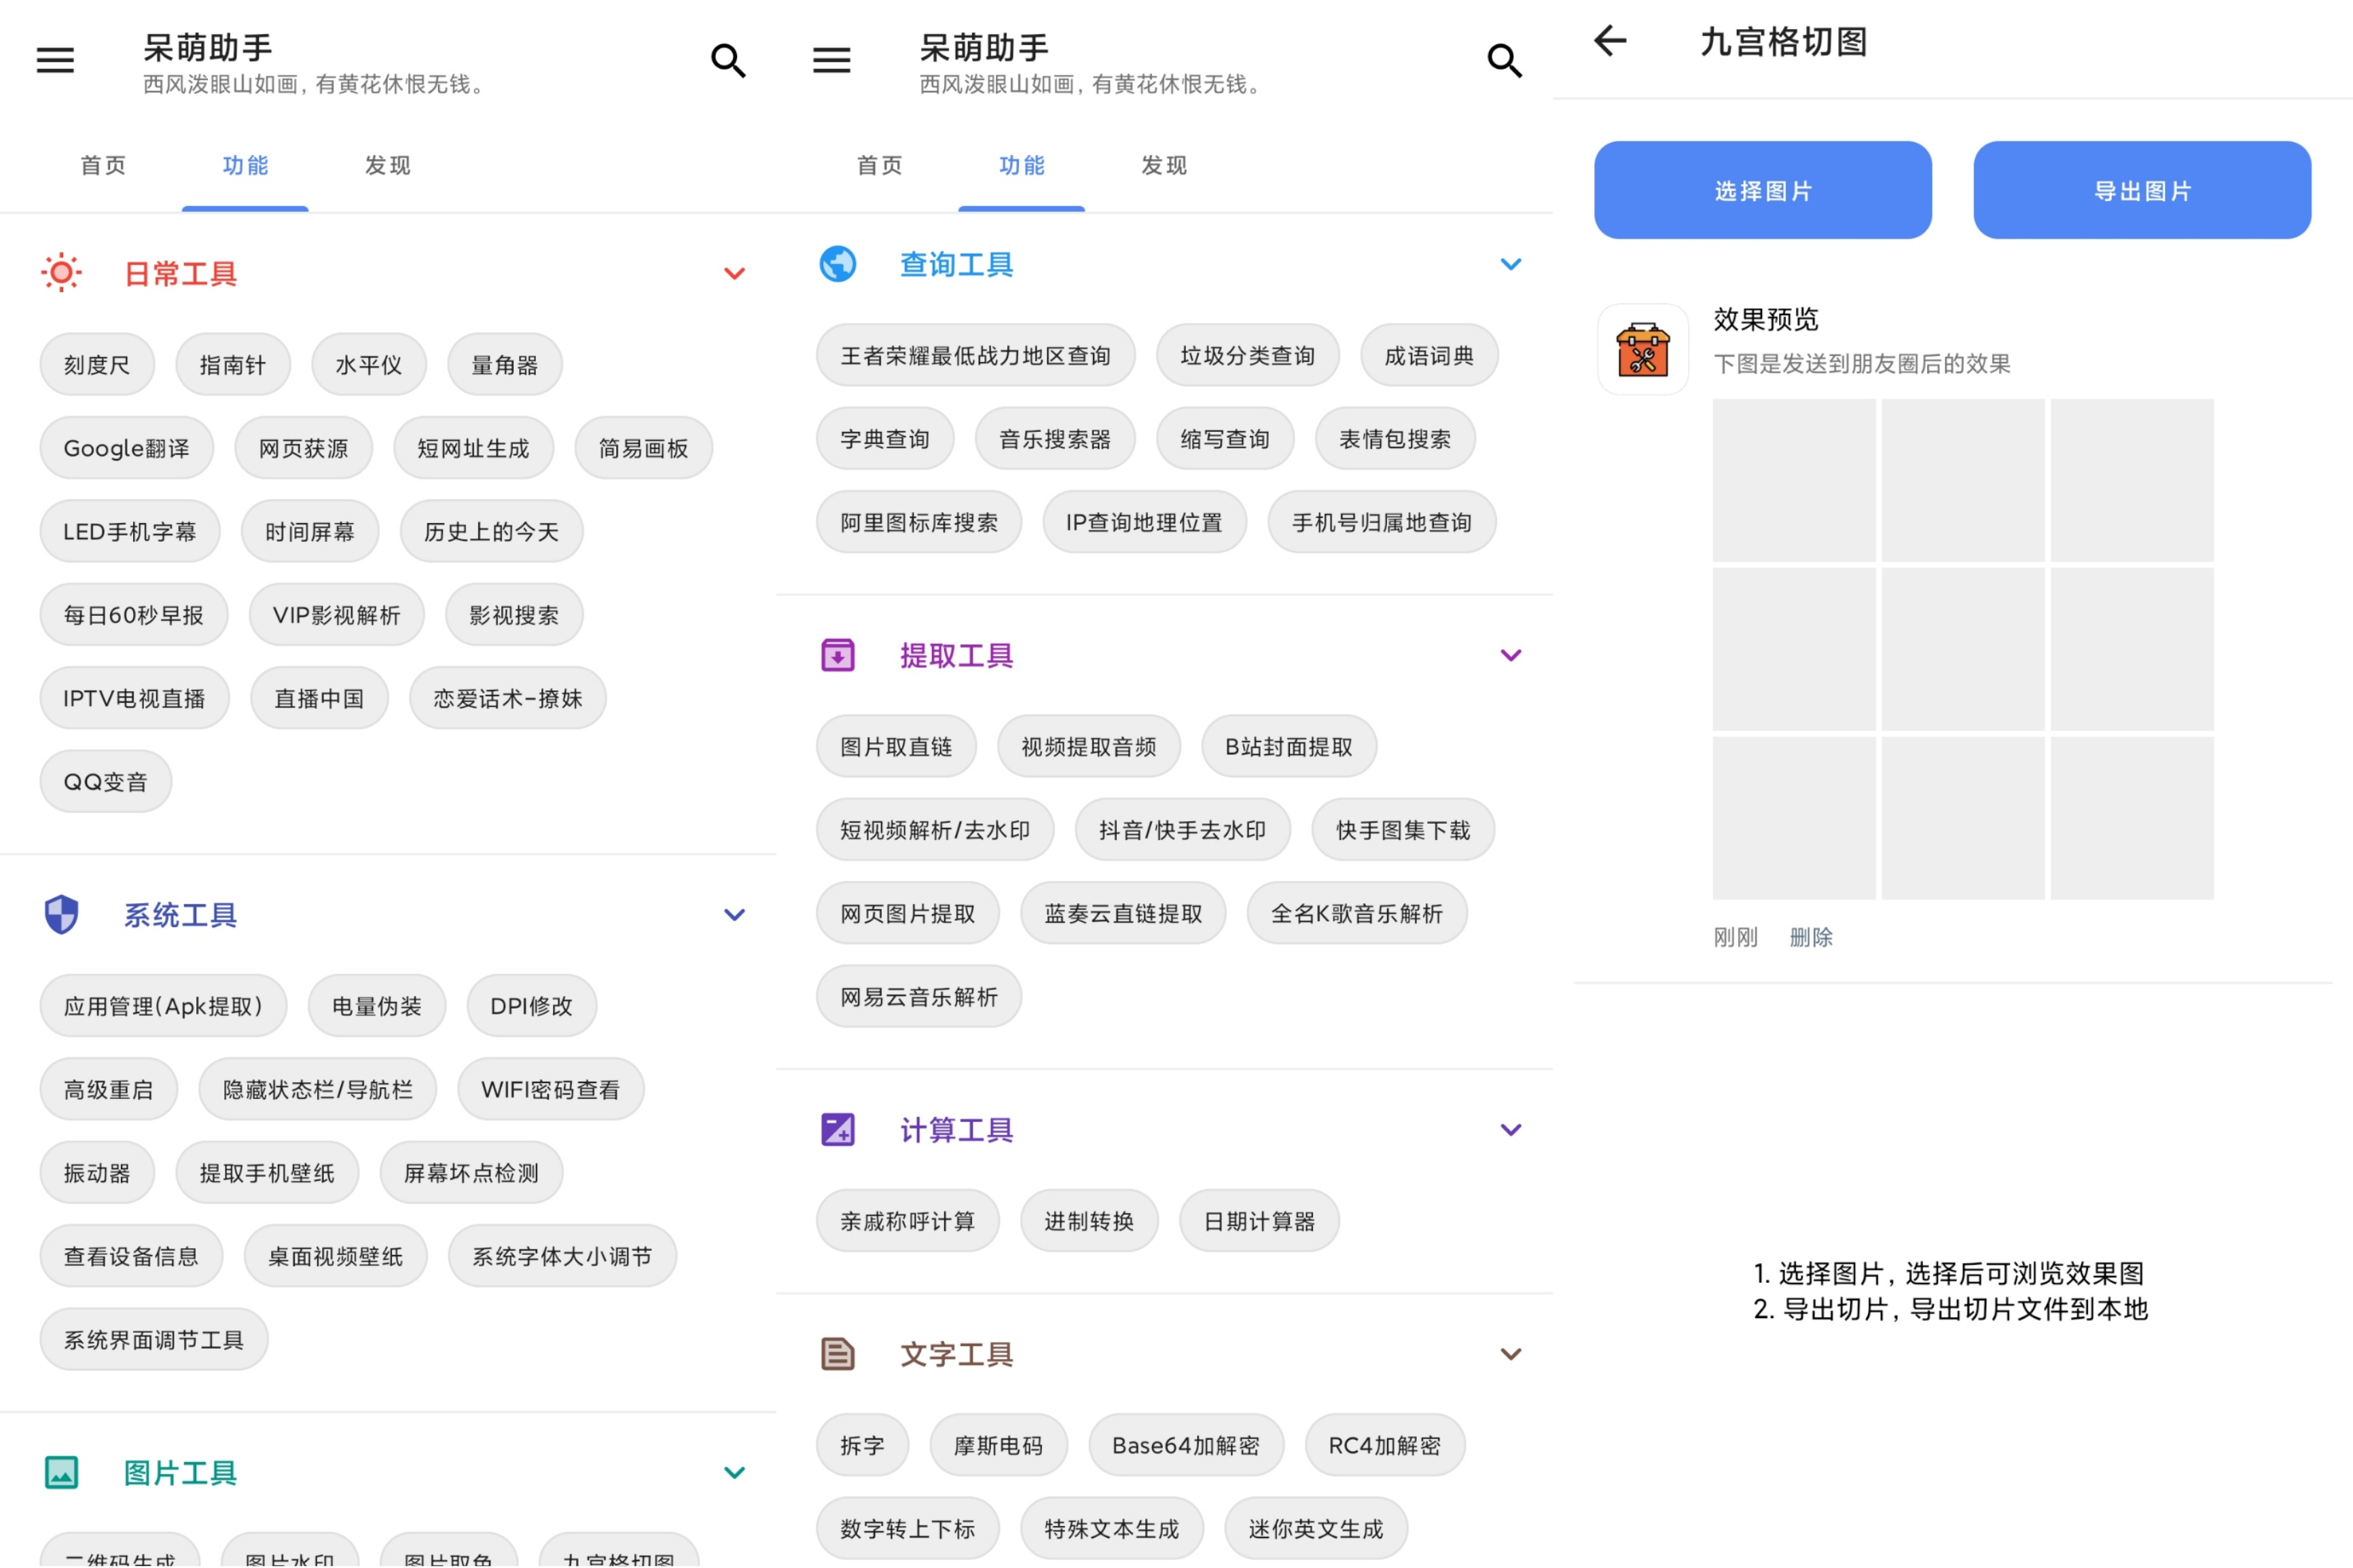 呆萌助手
西风泼眼山如画，有黄花休恨无钱。
首页 功能 发现
日常工具
刻度尺 指南针 水平仪 量角器
Google翻译 网页获源 短网址生成 简易画板
LED手机字幕 时间屏幕 历史上的今天
每日60秒早报 VIP影视解析 影视搜索
IPTV电视直播 直播中国 恋爱话术-撩妹
QQ变音
系统工具
应用管理(Apk提取) 电量伪装 DPI修改
高级重启 隐藏状态栏/导航栏 WIFI密码查看
振动器 提取手机壁纸 屏幕坏点检测
查看设备信息 桌面视频壁纸 系统字体大小调节
系统界面调节工具
图片工具
二维码生成 图片水印 图片取色 九宫格切图
呆萌助手
西风泼眼山如画，有黄花休恨无钱。
首页 功能 发现
查询工具
王者荣耀最低战力地区查询 垃圾分类查询 成语词典
字典查询 音乐搜索器 缩写查询 表情包搜索
阿里图标库搜索 IP查询地理位置 手机号归属地查询
提取工具
图片取直链 视频提取音频 B站封面提取
短视频解析/去水印 抖音/快手去水印 快手图集下载
网页图片提取 蓝奏云直链提取 全名K歌音乐解析
网易云音乐解析
计算工具
亲戚称呼计算 进制转换 日期计算器
文字工具
拆字 摩斯电码 Base64加解密 RC4加解密
数字转上下标 特殊文本生成 迷你英文生成
九宫格切图
选择图片 导出图片
效果预览
下图是发送到朋友圈后的效果
刚刚 删除
1. 选择图片，选择后可浏览效果图
2. 导出切片，导出切片文件到本地